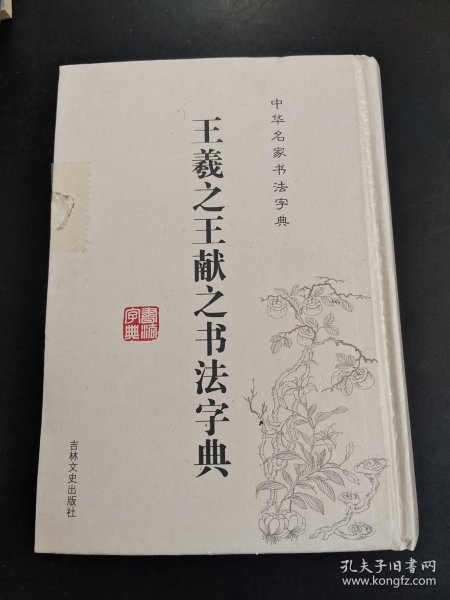 中华名家书法字典
王羲之王献之书法字典
書法
字典
吉林文史出版社
孔夫子旧书网
www.kongfz.com